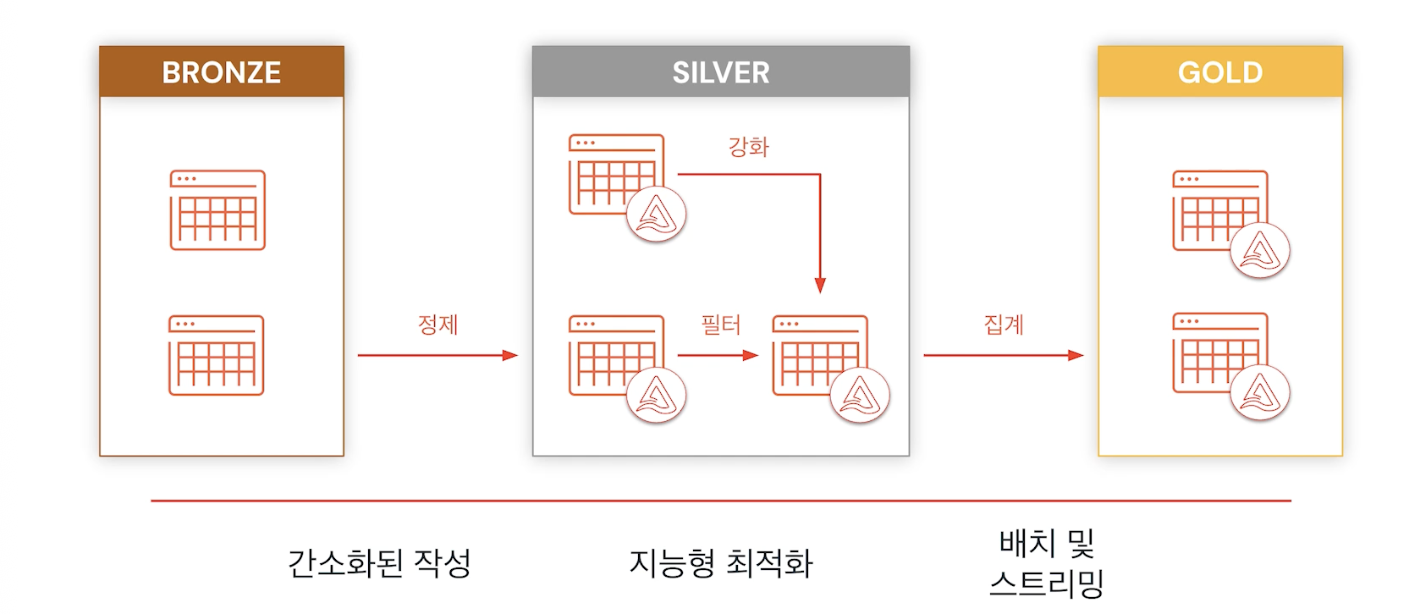 BRONZE
SILVER
GOLD
강화
정제
필터
집계
간소화된 작성
지능형 최적화
배치 및
스트리밍